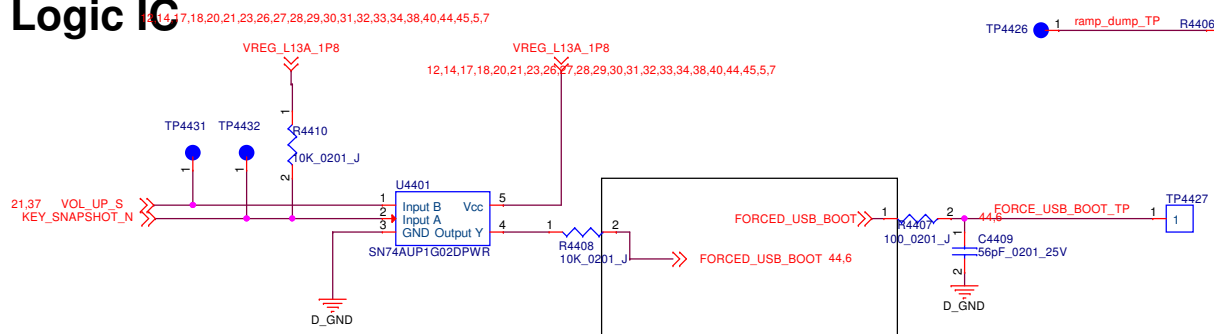 Logic IC
12,14,17,18,20,21,23,26,27,28,29,30,31,32,33,34,38,40,44,45,5,7
TP4426
1
ramp_dump_TP
R4406
VREG_L13A_1P8
VREG_L13A_1P8
12,14,17,18,20,21,23,26,27,28,29,30,31,32,33,34,38,40,44,45,5,7
1
TP4431
TP4432
R4410
10K_0201_J
1
1
2
U4401
21,37 VOL_UP_S
KEY_SNAPSHOT_N
1 Input B Vcc 5
2 Input A
3 GND Output Y 4
SN74AUP1G02DPWR
1
2
R4408
10K_0201_J
FORCED_USB_BOOT 44,6
FORCED_USB_BOOT
1
2
R4407
100_0201_J
44,6
FORCE_USB_BOOT_TP
1
TP4427
1
1
C4409
56pF_0201_25V
2
D_GND
D_GND